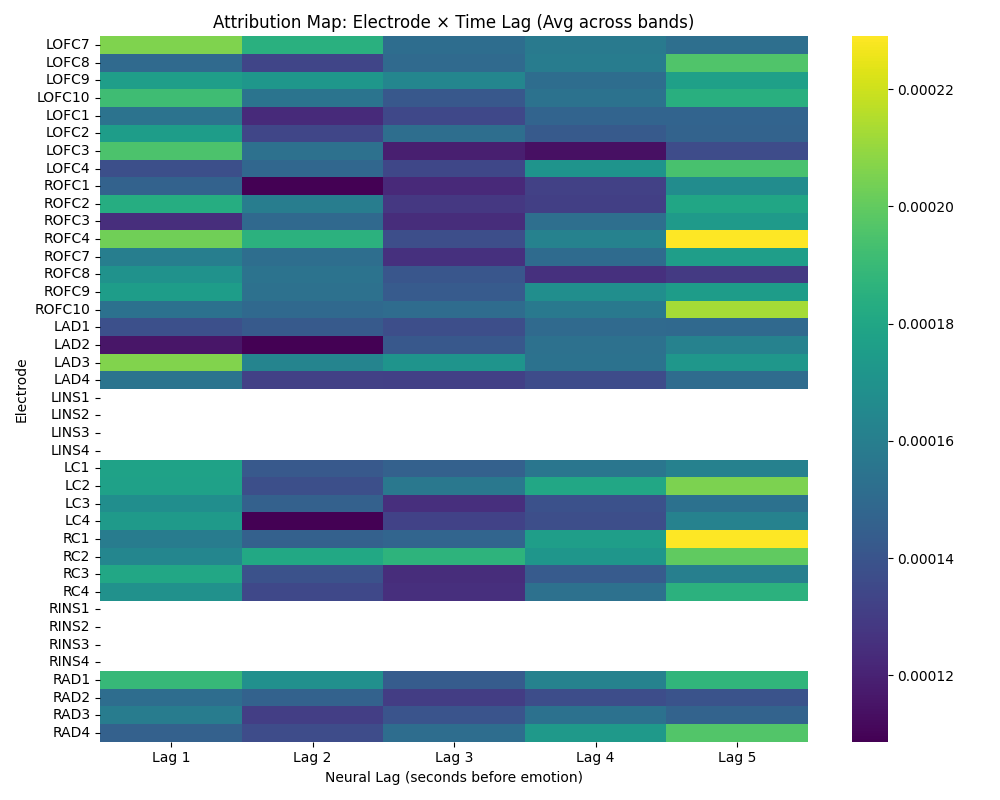 Attribution Map: Electrode × Time Lag (Avg across bands)
Electrode
LOFC7
LOFC8
LOFC9
LOFC10
LOFC1
LOFC2
LOFC3
LOFC4
ROFC1
ROFC2
ROFC3
ROFC4
ROFC7
ROFC8
ROFC9
ROFC10
LAD1
LAD2
LAD3
LAD4
LINS1
LINS2
LINS3
LINS4
LC1
LC2
LC3
LC4
RC1
RC2
RC3
RC4
RINS1
RINS2
RINS3
RINS4
RAD1
RAD2
RAD3
RAD4
Lag 1 Lag 2 Lag 3 Lag 4 Lag 5
Neural Lag (seconds before emotion)
0.00022
0.00020
0.00018
0.00016
0.00014
0.00012